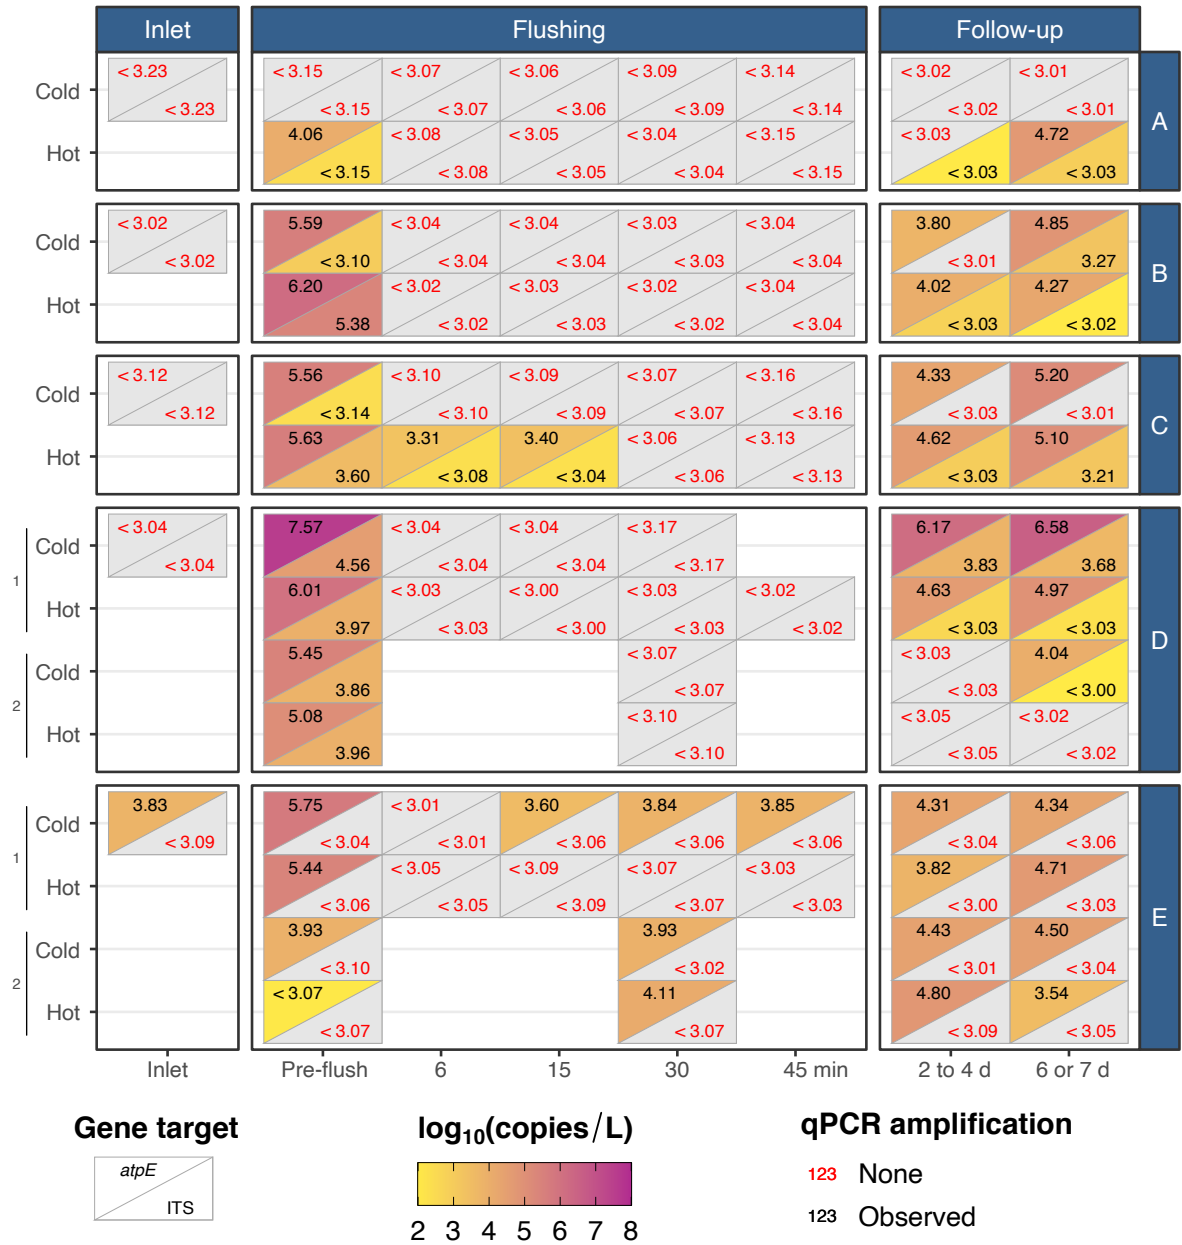 Inlet Flushing Follow-up
< 3.23 < 3.15 < 3.07 < 3.06 < 3.09 < 3.14 < 3.02 < 3.01
Cold
< 3.23 < 3.15 < 3.07 < 3.06 < 3.09 < 3.14 < 3.02 < 3.01
A
4.06 < 3.08 < 3.05 < 3.04 < 3.15 < 3.03 4.72
Hot
< 3.15 < 3.08 < 3.05 < 3.04 < 3.15 < 3.03 < 3.03
< 3.02 5.59 < 3.04 < 3.04 < 3.03 < 3.04 3.80 4.85
Cold
< 3.02 < 3.10 < 3.04 < 3.04 < 3.03 < 3.04 < 3.01 3.27
B
6.20 < 3.02 < 3.03 < 3.02 < 3.04 4.02 4.27
Hot
5.38 < 3.02 < 3.03 < 3.02 < 3.04 < 3.03 < 3.02
< 3.12 5.56 < 3.10 < 3.09 < 3.07 < 3.16 4.33 5.20
Cold
< 3.12 < 3.14 < 3.10 < 3.09 < 3.07 < 3.16 < 3.03 < 3.01
C
5.63 3.31 3.40 < 3.06 < 3.13 4.62 5.10
Hot
3.60 < 3.08 < 3.04 < 3.06 < 3.13 < 3.03 3.21
< 3.04 7.57 < 3.04 < 3.04 < 3.17 6.17 6.58
Cold
< 3.04 4.56 < 3.04 < 3.04 < 3.17 3.83 3.68
1
6.01 < 3.03 < 3.00 < 3.03 < 3.02 4.63 4.97
Hot
3.97 < 3.03 < 3.00 < 3.03 < 3.02 < 3.03 < 3.03
D
5.45 < 3.07 < 3.03 4.04
Cold
3.86 < 3.07 < 3.03 < 3.00
2
5.08 < 3.10 < 3.05 < 3.02
Hot
3.96 < 3.10 < 3.05 < 3.02
3.83 5.75 < 3.01 3.60 3.84 3.85 4.31 4.34
Cold
< 3.09 < 3.04 < 3.01 < 3.06 < 3.06 < 3.06 < 3.04 < 3.06
1
5.44 < 3.05 < 3.09 < 3.07 < 3.03 3.82 4.71
Hot
< 3.06 < 3.05 < 3.09 < 3.07 < 3.03 < 3.00 < 3.03
E
3.93 3.93 4.43 4.50
Cold
< 3.10 < 3.02 < 3.01 < 3.04
2
< 3.07 4.11 4.80 3.54
Hot
< 3.07 < 3.07 < 3.09 < 3.05
Inlet Pre-flush 6 15 30 45 min 2 to 4 d 6 or 7 d
Gene target
atpE
ITS
log10(copies/L)
2 3 4 5 6 7 8
qPCR amplification
123 None
123 Observed